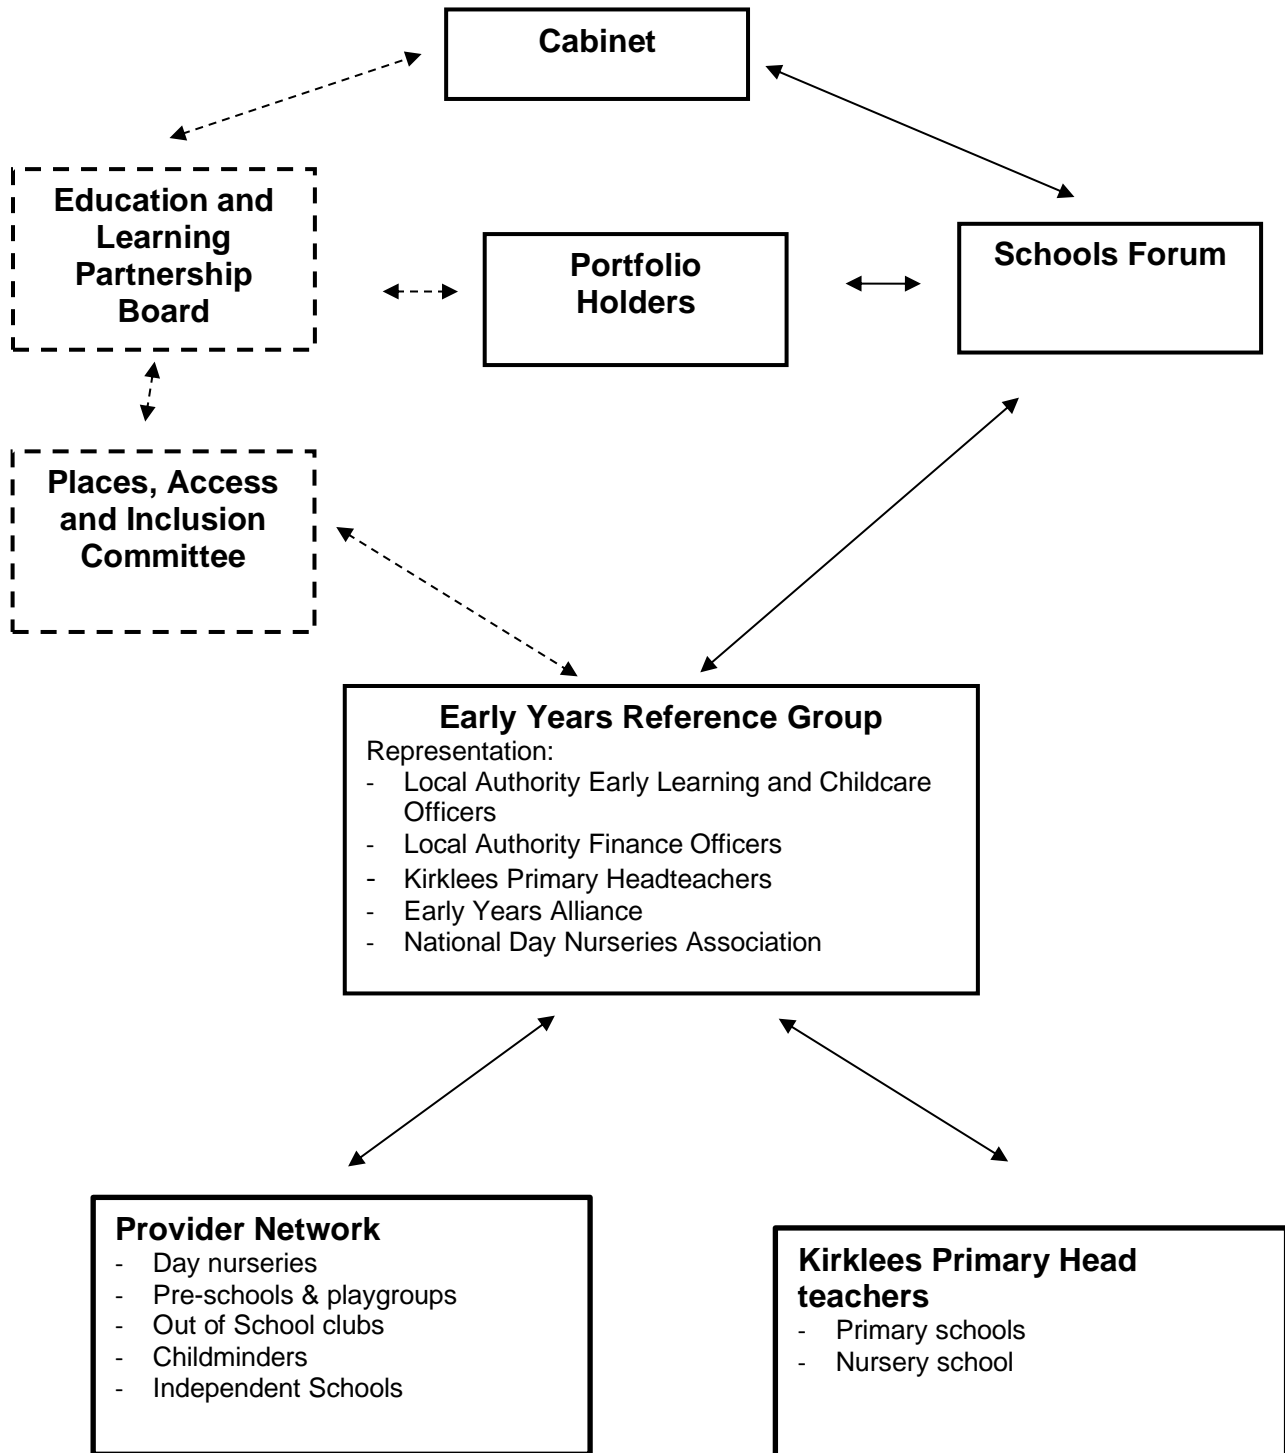 Cabinet
Education and
Learning
Partnership
Board
Portfolio
Holders
Schools Forum
Places, Access
and Inclusion
Committee
Early Years Reference Group
Representation:
- Local Authority Early Learning and Childcare
Officers
- Local Authority Finance Officers
- Kirklees Primary Headteachers
- Early Years Alliance
- National Day Nurseries Association
Provider Network
- Day nurseries
- Pre-schools & playgroups
- Out of School clubs
- Childminders
- Independent Schools
Kirklees Primary Head
teachers
- Primary schools
- Nursery school